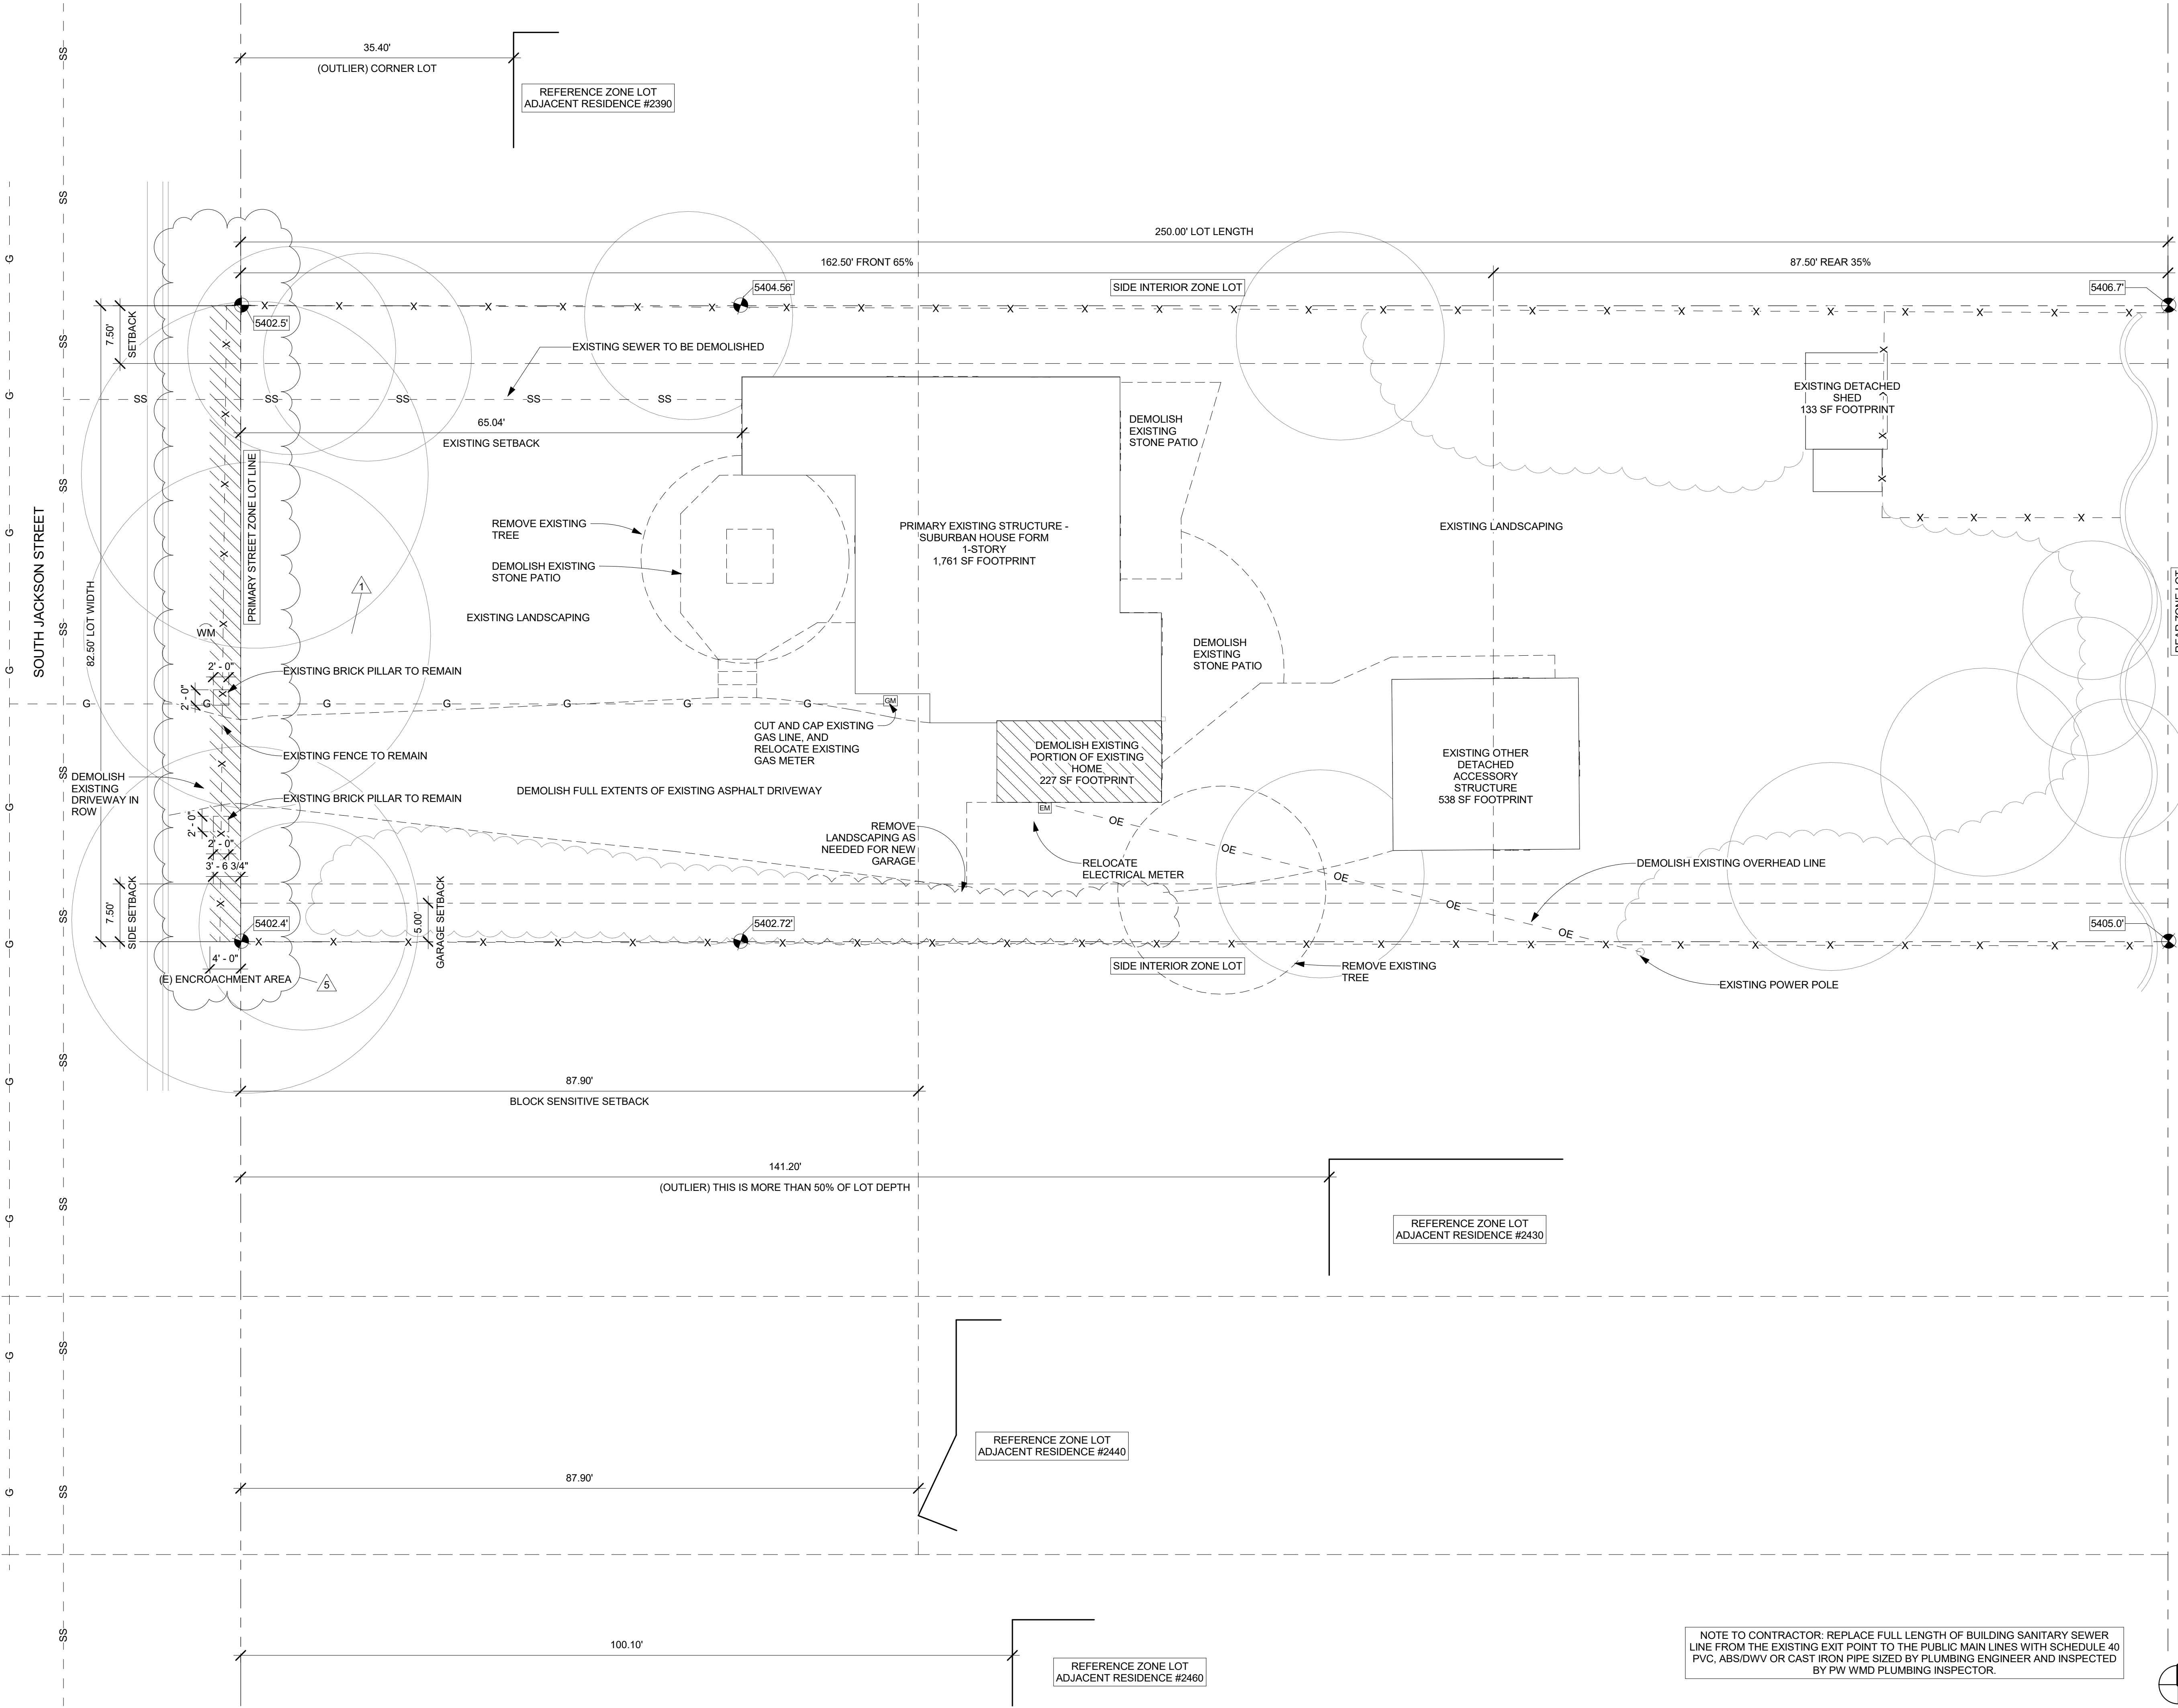 35.40'
(OUTLIER) CORNER LOT
REFERENCE ZONE LOT
ADJACENT RESIDENCE #2390
250.00' LOT LENGTH
162.50' FRONT 65%
87.50' REAR 35%
SIDE INTERIOR ZONE LOT
5404.56'
5406.7'
5402.5'
7.50'
SETBACK
EXISTING SEWER TO BE DEMOLISHED
65.04'
EXISTING SETBACK
DEMOLISH
EXISTING
STONE PATIO
EXISTING DETACHED
SHED
133 SF FOOTPRINT
SOUTH JACKSON STREET
82.50' LOT WIDTH
PRIMARY STREET ZONE LOT LINE
REMOVE EXISTING
TREE
DEMOLISH EXISTING
STONE PATIO
EXISTING LANDSCAPING
PRIMARY EXISTING STRUCTURE -
SUBURBAN HOUSE FORM
1-STORY
1,761 SF FOOTPRINT
EXISTING LANDSCAPING
1
WM
DEMOLISH
EXISTING
STONE PATIO
2' - 0"
2' - 0"
EXISTING BRICK PILLAR TO REMAIN
GM
CUT AND CAP EXISTING
GAS LINE, AND
RELOCATE EXISTING
GAS METER
EXISTING FENCE TO REMAIN
DEMOLISH EXISTING
PORTION OF EXISTING
HOME
227 SF FOOTPRINT
EXISTING OTHER
DETACHED
ACCESSORY
STRUCTURE
538 SF FOOTPRINT
DEMOLISH
EXISTING
DRIVEWAY IN
ROW
EXISTING BRICK PILLAR TO REMAIN
DEMOLISH FULL EXTENTS OF EXISTING ASPHALT DRIVEWAY
EM
2' - 0"
2' - 0"
3' - 6 3/4"
REMOVE
LANDSCAPING AS
NEEDED FOR NEW
GARAGE
RELOCATE
ELECTRICAL METER
OE
OE
OE
OE
OE
DEMOLISH EXISTING OVERHEAD LINE
7.50'
SIDE SETBACK
5.00'
GARAGE SETBACK
5402.4'
5402.72'
5405.0'
4' - 0"
(E) ENCROACHMENT AREA
5
SIDE INTERIOR ZONE LOT
REMOVE EXISTING
TREE
EXISTING POWER POLE
87.90'
BLOCK SENSITIVE SETBACK
141.20'
(OUTLIER) THIS IS MORE THAN 50% OF LOT DEPTH
REFERENCE ZONE LOT
ADJACENT RESIDENCE #2430
REFERENCE ZONE LOT
ADJACENT RESIDENCE #2440
87.90'
100.10'
REFERENCE ZONE LOT
ADJACENT RESIDENCE #2460
NOTE TO CONTRACTOR: REPLACE FULL LENGTH OF BUILDING SANITARY SEWER
LINE FROM THE EXISTING EXIT POINT TO THE PUBLIC MAIN LINES WITH SCHEDULE 40
PVC, ABS/DWV OR CAST IRON PIPE SIZED BY PLUMBING ENGINEER AND INSPECTED
BY PW WMD PLUMBING INSPECTOR.